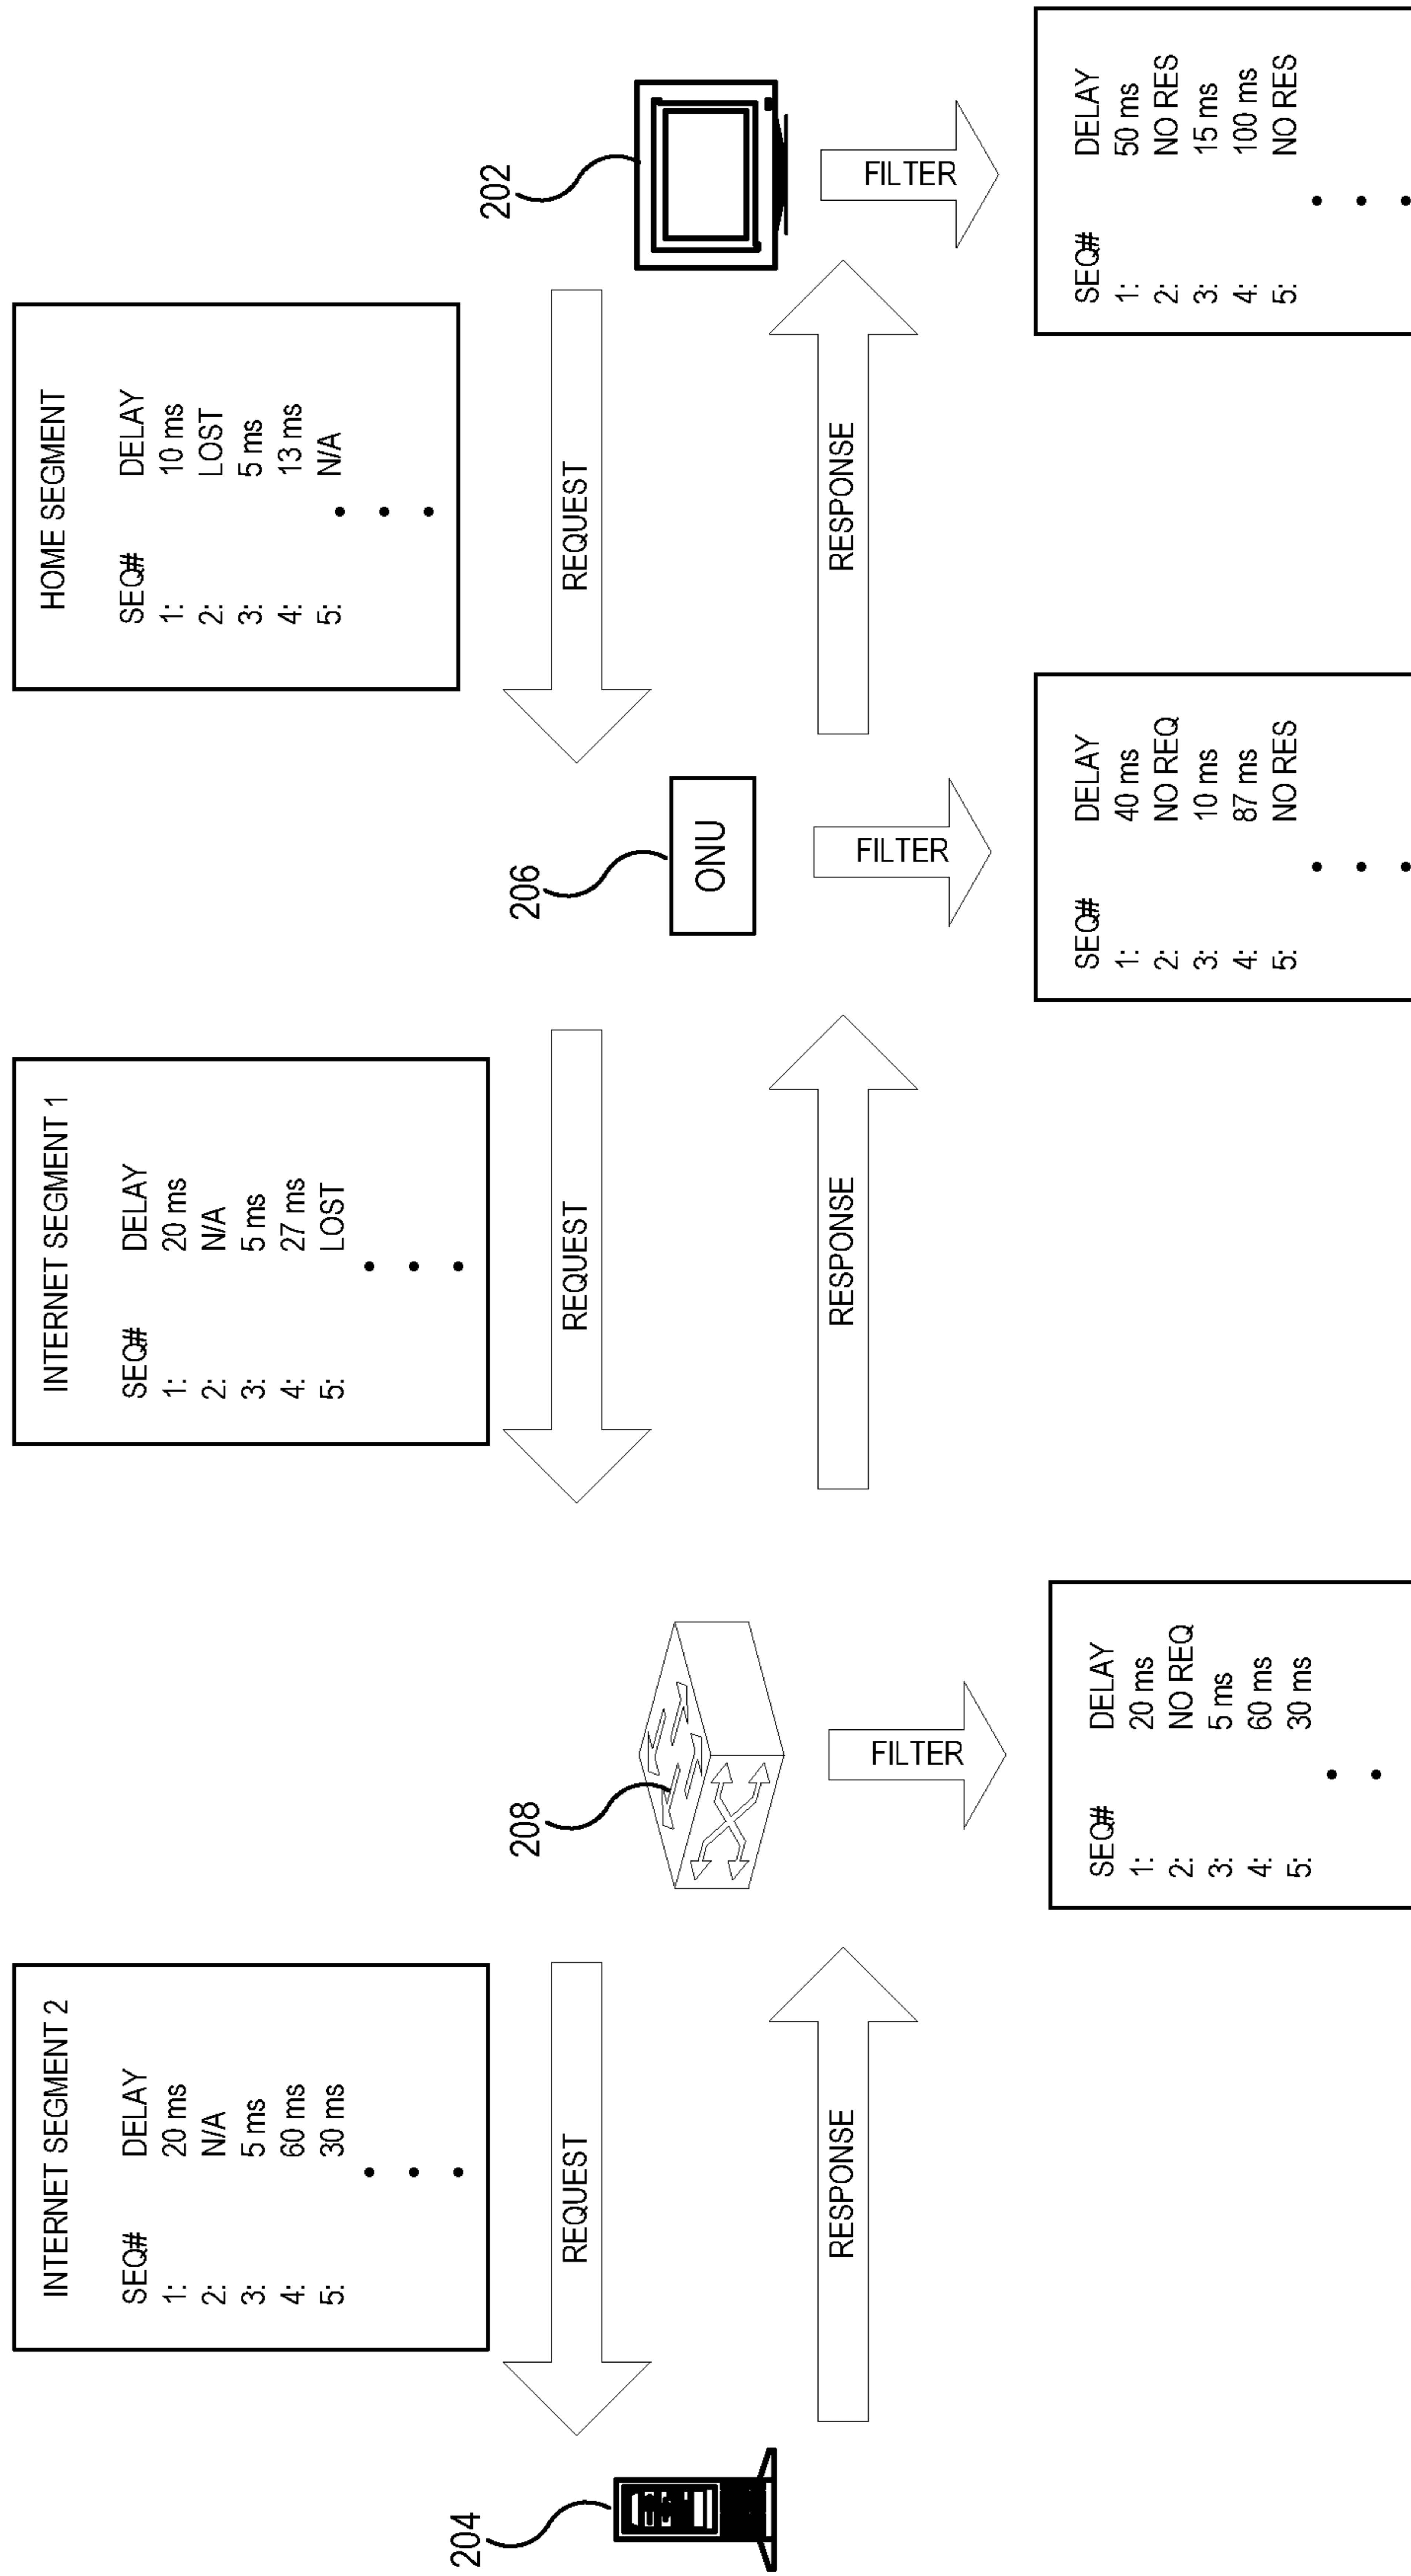 INTERNET SEGMENT 2
SEQ# DELAY
1: 20 ms
2: N/A
3: 5 ms
4: 60 ms
5: 30 ms
INTERNET SEGMENT 1
SEQ# DELAY
1: 20 ms
2: N/A
3: 5 ms
4: 27 ms
5: LOST
HOME SEGMENT
SEQ# DELAY
1: 10 ms
2: LOST
3: 5 ms
4: 13 ms
5: N/A
REQUEST
REQUEST
REQUEST
204
208
206
202
ONU
RESPONSE
RESPONSE
RESPONSE
FILTER
FILTER
FILTER
SEQ# DELAY
1: 20 ms
2: NO REQ
3: 5 ms
4: 60 ms
5: 30 ms
SEQ# DELAY
1: 40 ms
2: NO REQ
3: 10 ms
4: 87 ms
5: NO RES
SEQ# DELAY
1: 50 ms
2: NO RES
3: 15 ms
4: 100 ms
5: NO RES